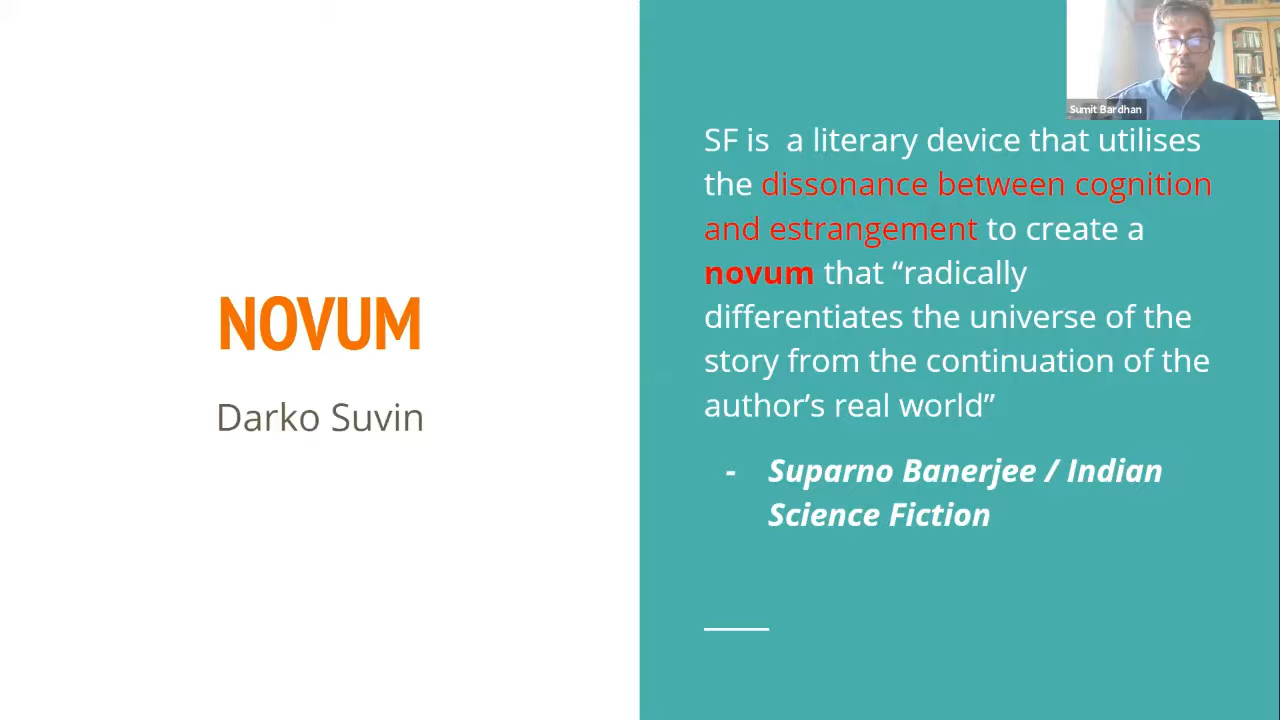 NOVUM
Darko Suvin
Sumit Bardhan
SF is  a literary device that utilises
the dissonance between cognition
and estrangement to create a
novum that “radically
differentiates the universe of the
story from the continuation of the
author’s real world”
- Suparno Banerjee / Indian
Science Fiction